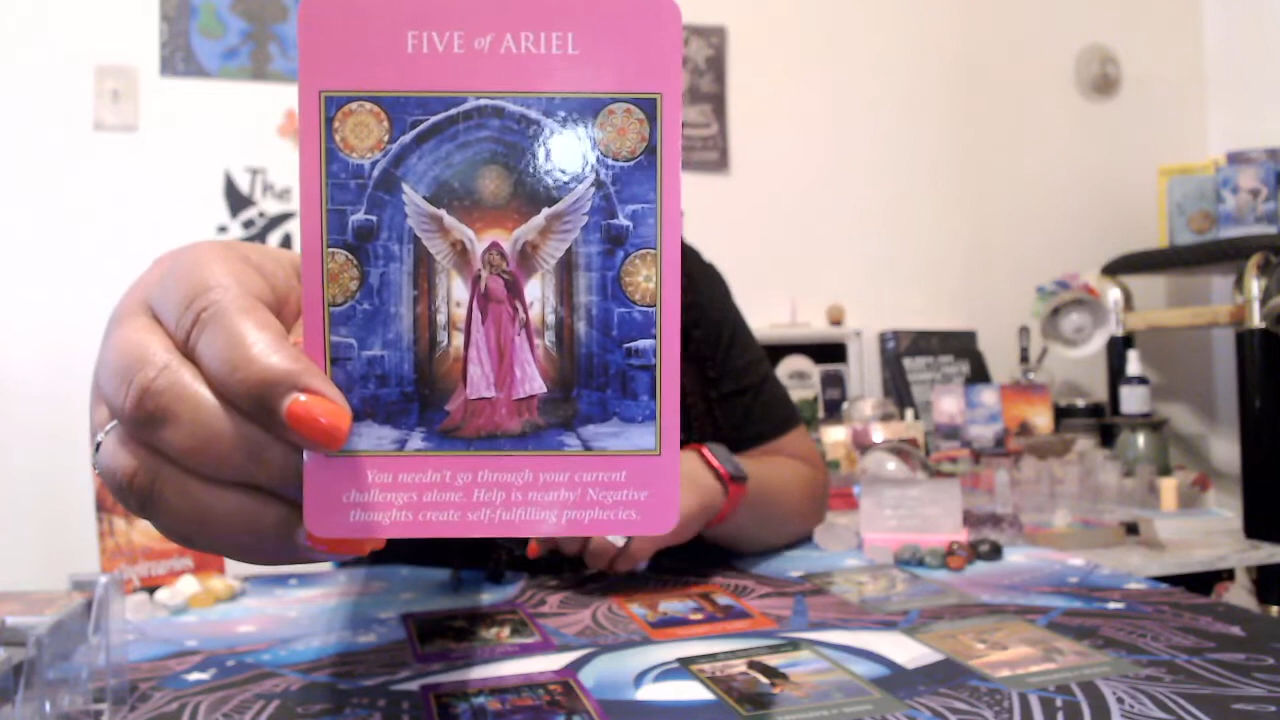 FIVE of ARIEL
The
You needn't go through your current
challenges alone. Help is nearby! Negative
thoughts create self-fulfilling prophecies.